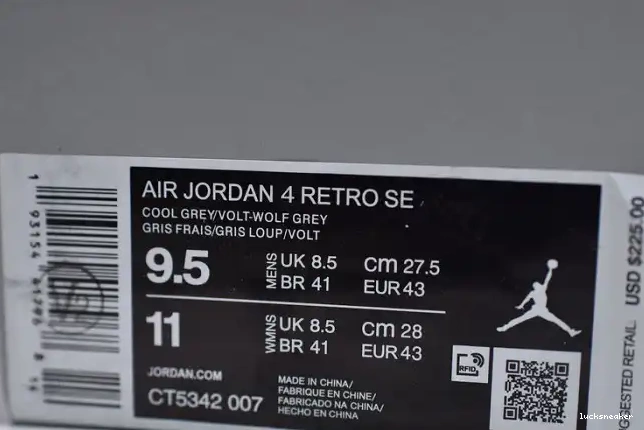 AIR JORDAN 4 RETRO SE
COOL GREY/VOLT-WOLF GREY
GRIS FRAIS/GRIS LOUP/VOLT
9.5 MENS UK 8.5 CM 27.5
BR 41 EUR 43
11 WMNS UK 8.5 CM 28
BR 41 EUR 43
JORDAN.COM
CT5342 007
MADE IN CHINA/
FABRIQUE EN CHINE/
FABRICADO NA CHINA/
HECHO EN CHINA
RFID
1 93154
USD $225.00
GESTED RETAIL
lucksneaker